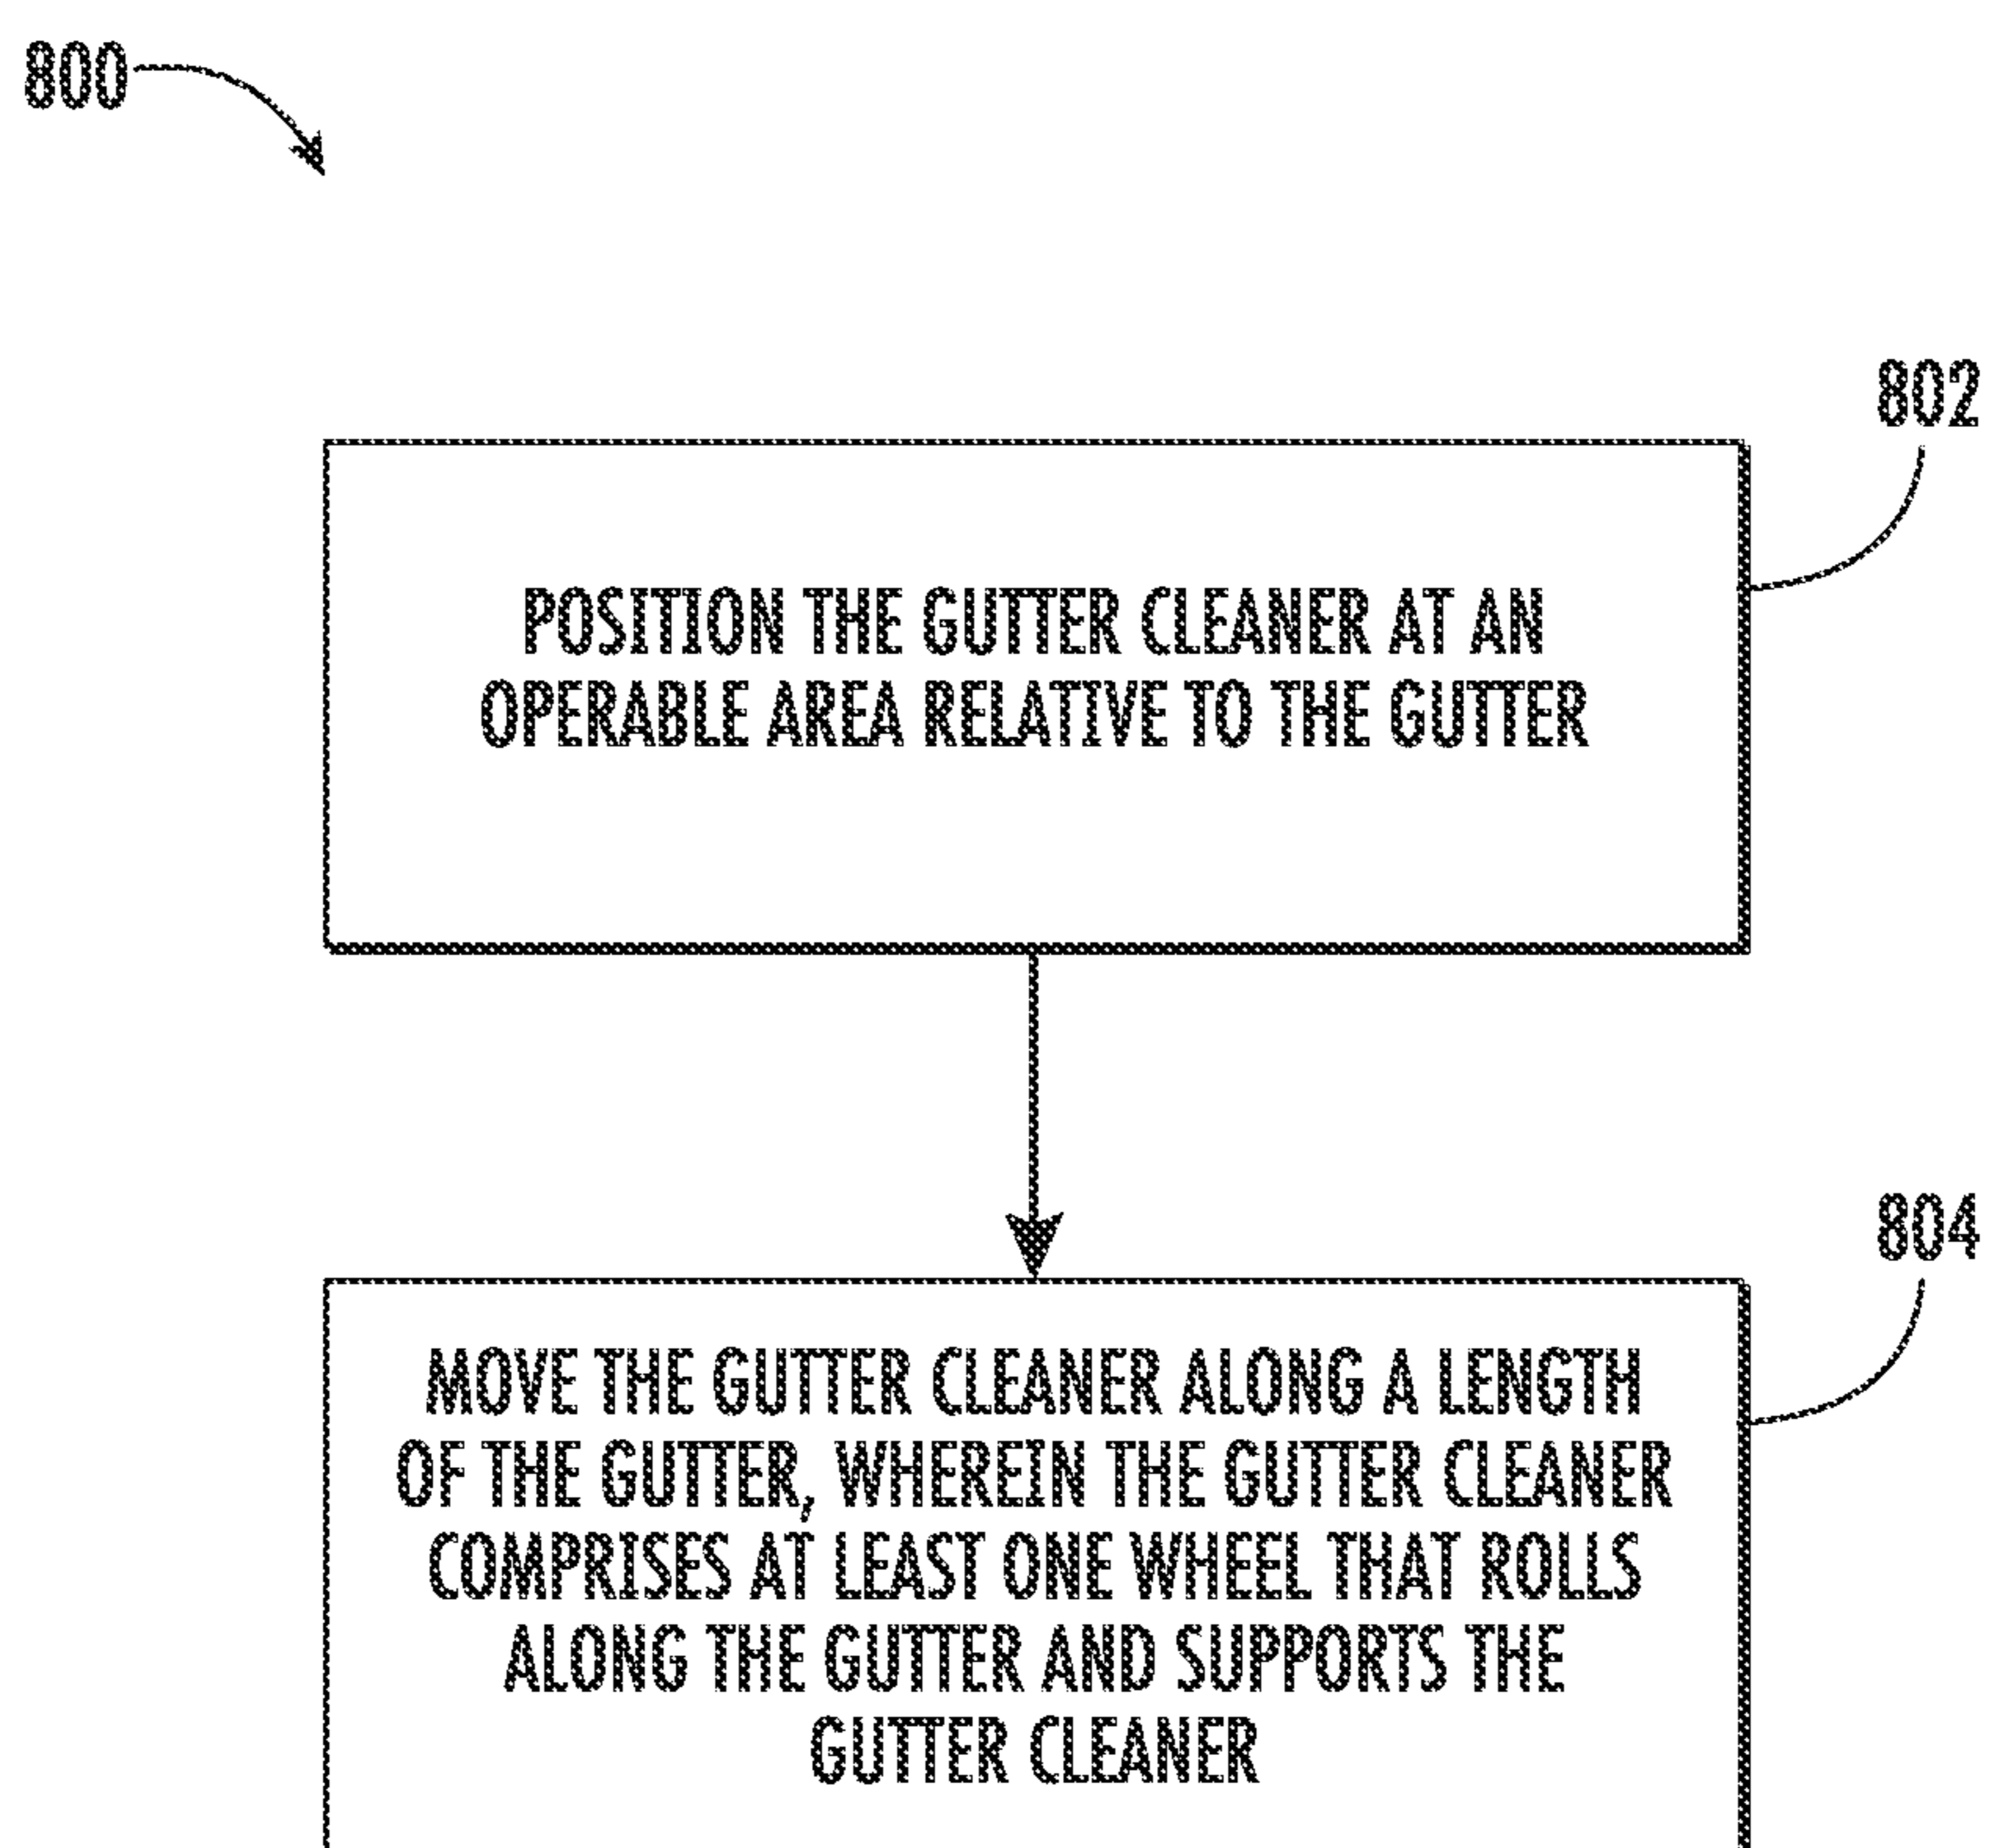 800
802
POSITION THE GUTTER CLEANER AT AN
OPERABLE AREA RELATIVE TO THE GUTTER
804
MOVE THE GUTTER CLEANER ALONG A LENGTH
OF THE GUTTER, WHEREIN THE GUTTER CLEANER
COMPRISES AT LEAST ONE WHEEL THAT ROLLS
ALONG THE GUTTER AND SUPPORTS THE
GUTTER CLEANER